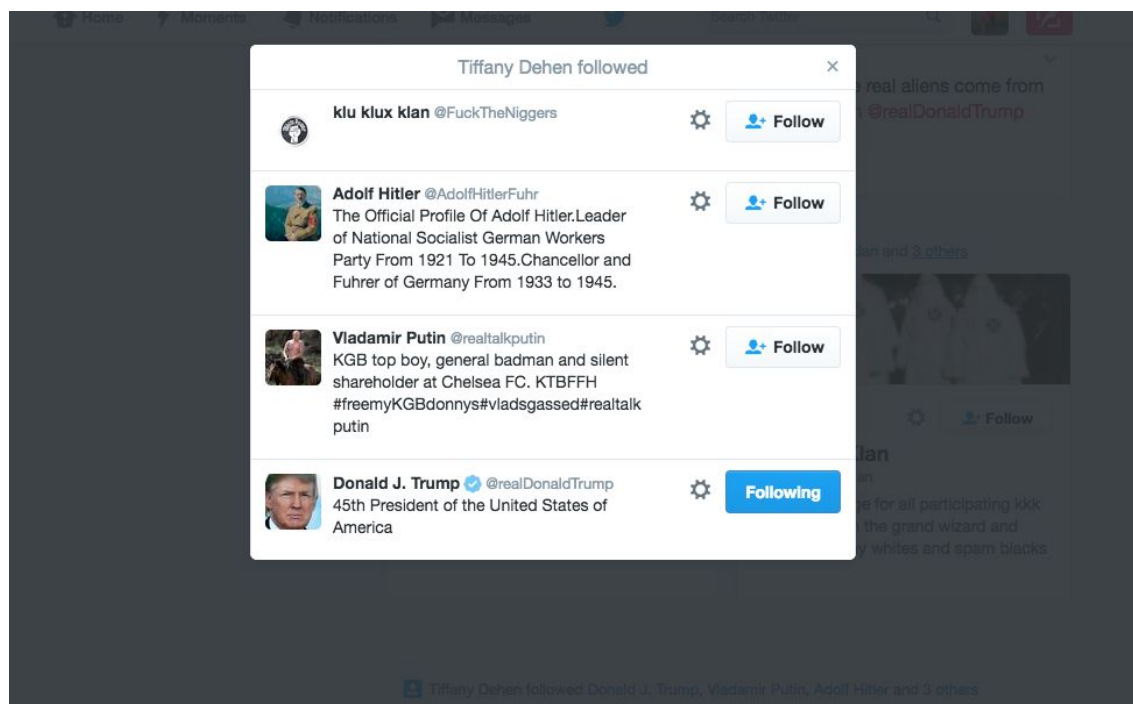 Home Moments Notifications Messages Search Twitter
Tiffany Dehen followed ×
klu klux klan @FuckTheNiggers
Follow
Adolf Hitler @AdolfHitlerFuhr
Follow
The Official Profile Of Adolf Hitler.Leader
of National Socialist German Workers
Party From 1921 To 1945.Chancellor and
Fuhrer of Germany From 1933 to 1945.
Vladamir Putin @realtalkputin
Follow
KGB top boy, general badman and silent
shareholder at Chelsea FC. KTBFFH
#freemyKGBdonnys#vladsgassed#realtalk
putin
Donald J. Trump @realDonaldTrump
Following
45th President of the United States of
America
real aliens come from
@realDonaldTrump
and 3 others
Follow
for all participating kkk
the grand wizard and
whites and spam blacks
Tiffany Dehen followed Donald J. Trump, Vladamir Putin, Adolf Hitler and 3 others